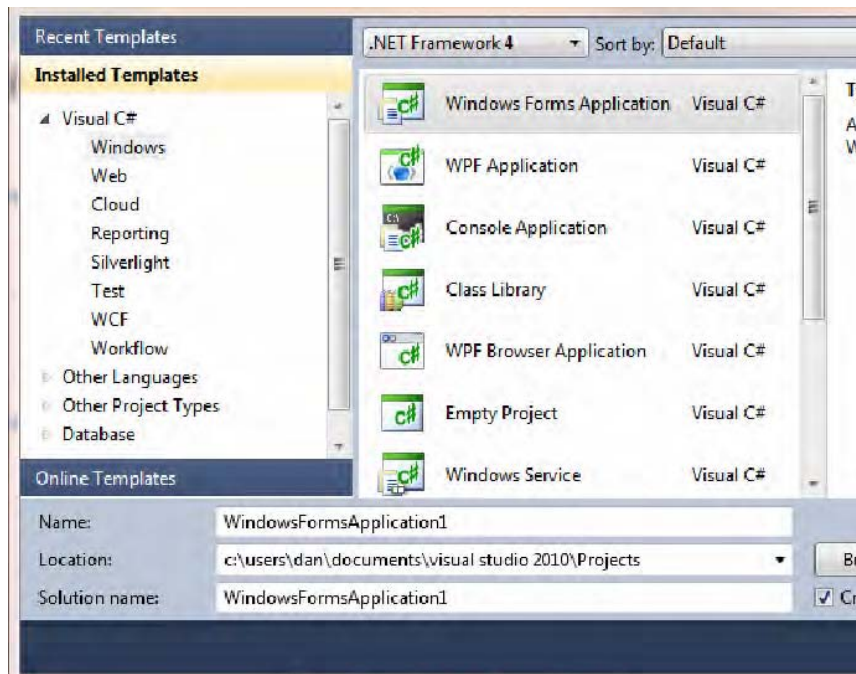 Recent Templates
Installed Templates
Visual C#
Windows
Web
Cloud
Reporting
Silverlight
Test
WCF
Workflow
Other Languages
Other Project Types
Database
Online Templates
.NET Framework 4 Sort by: Default
Windows Forms Application Visual C#
WPF Application Visual C#
Console Application Visual C#
Class Library Visual C#
WPF Browser Application Visual C#
Empty Project Visual C#
Windows Service Visual C#
Name: WindowsFormsApplication1
Location: c:\users\dan\documents\visual studio 2010\Projects
Solution name: WindowsFormsApplication1